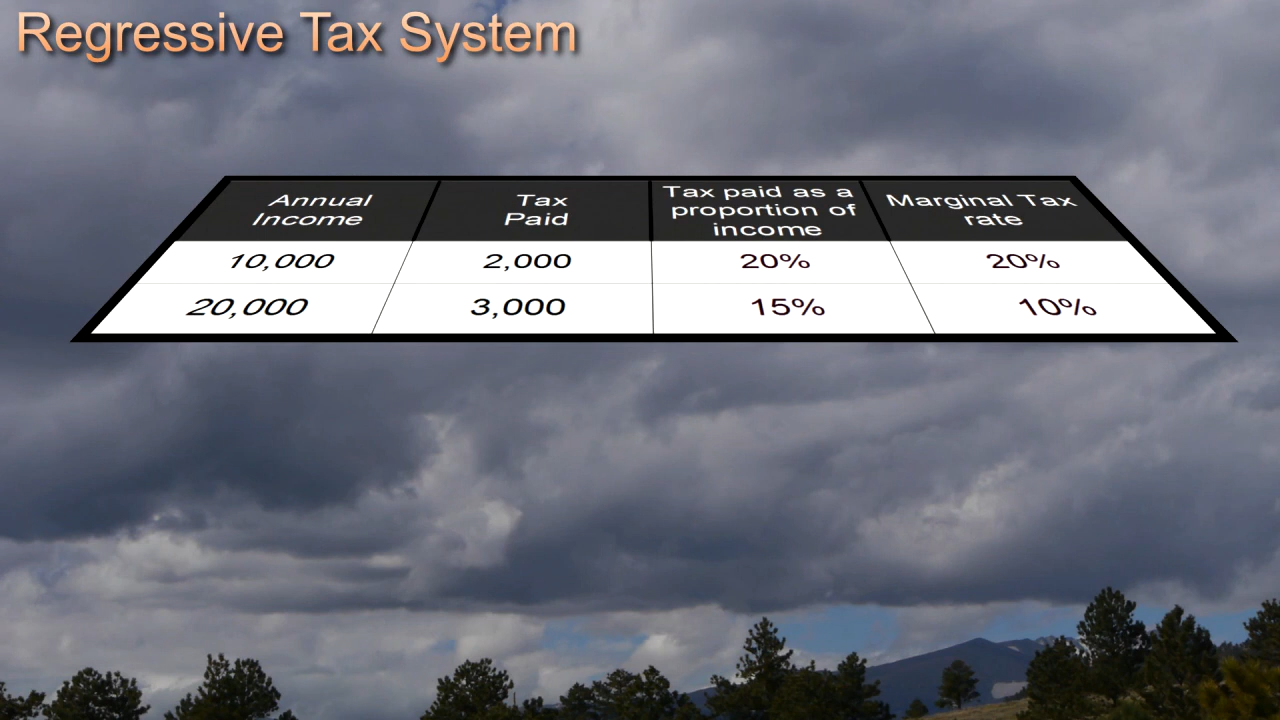 Regressive Tax System
Annual Income
Tax Paid
Tax paid as a proportion of income
Marginal Tax rate
10,000 2,000 20% 20%
20,000 3,000 15% 10%